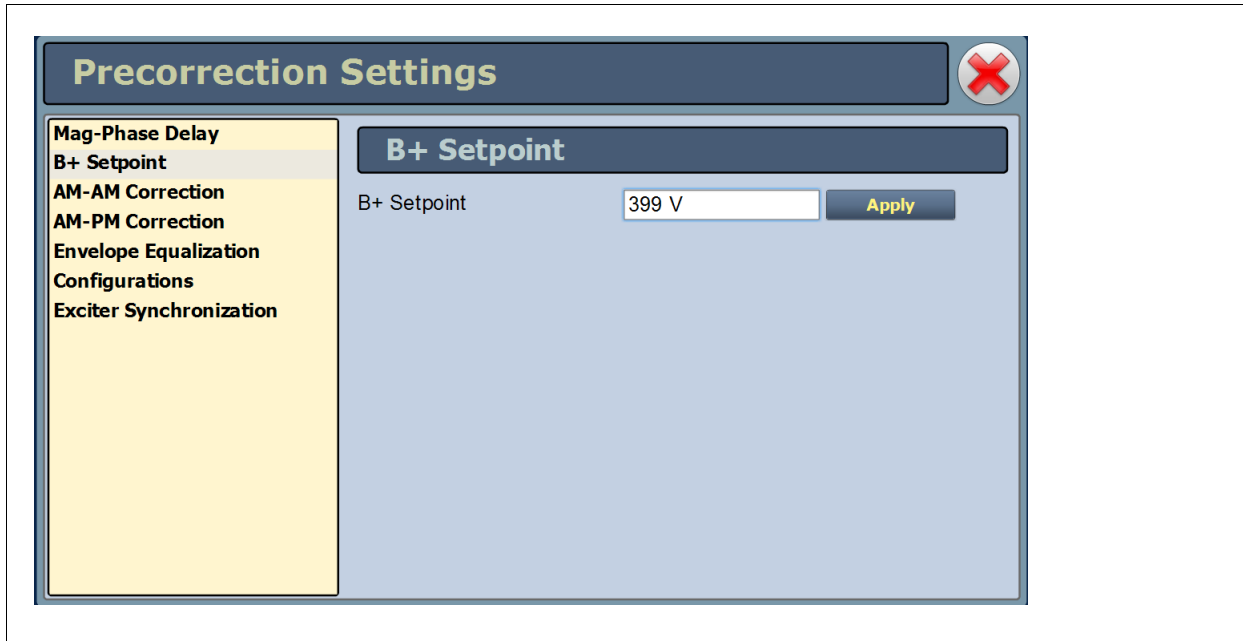 Precorrection Settings
Mag-Phase Delay
B+ Setpoint
AM-AM Correction
AM-PM Correction
Envelope Equalization
Configurations
Exciter Synchronization
B+ Setpoint
B+ Setpoint 399 V Apply